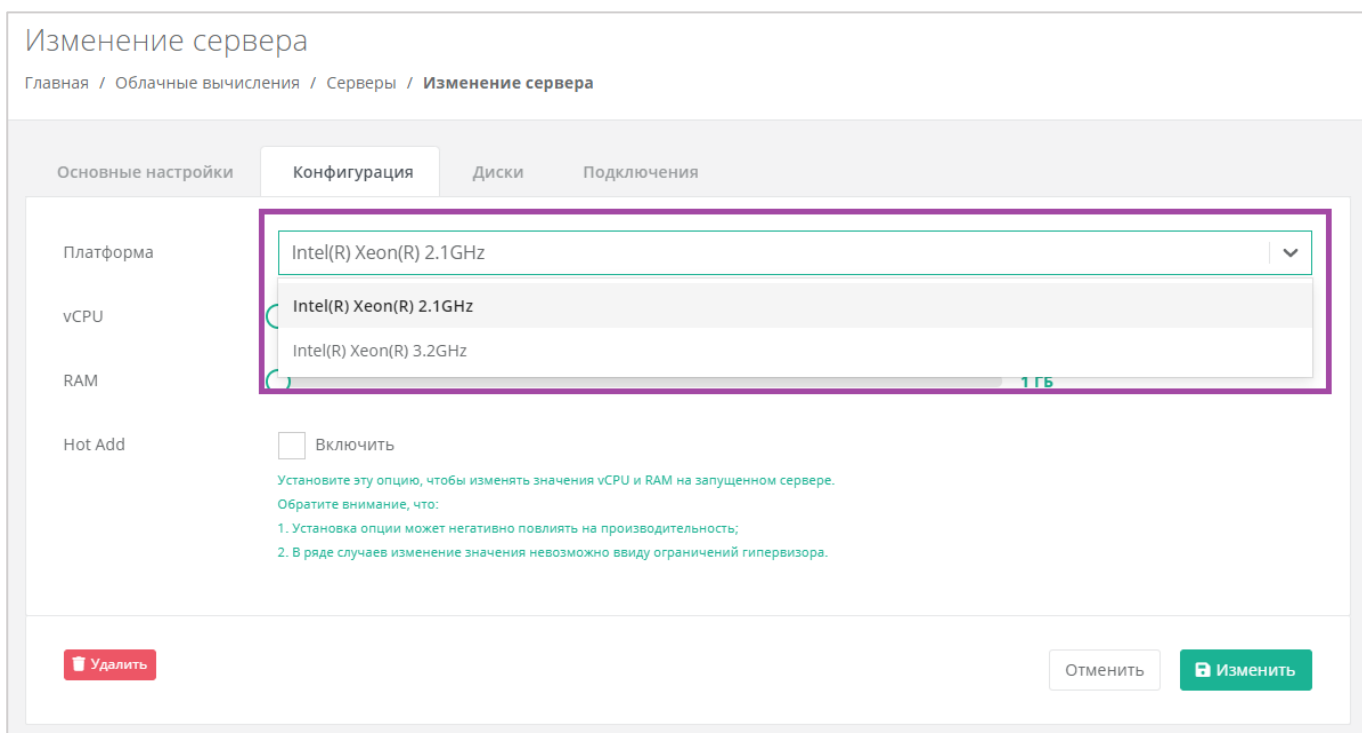 Изменение сервера
Главная / Облачные вычисления / Серверы / Изменение сервера
Основные настройки Конфигурация Диски Подключения
Платформа Intel(R) Xeon(R) 2.1GHz
Intel(R) Xeon(R) 2.1GHz
vCPU
Intel(R) Xeon(R) 3.2GHz
RAM 1 ГБ
Hot Add Включить
Установите эту опцию, чтобы изменять значения vCPU и RAM на запущенном сервере.
Обратите внимание, что:
1. Установка опции может негативно повлиять на производительность;
2. В ряде случаев изменение значения невозможно ввиду ограничений гипервизора.
Удалить Отменить Изменить